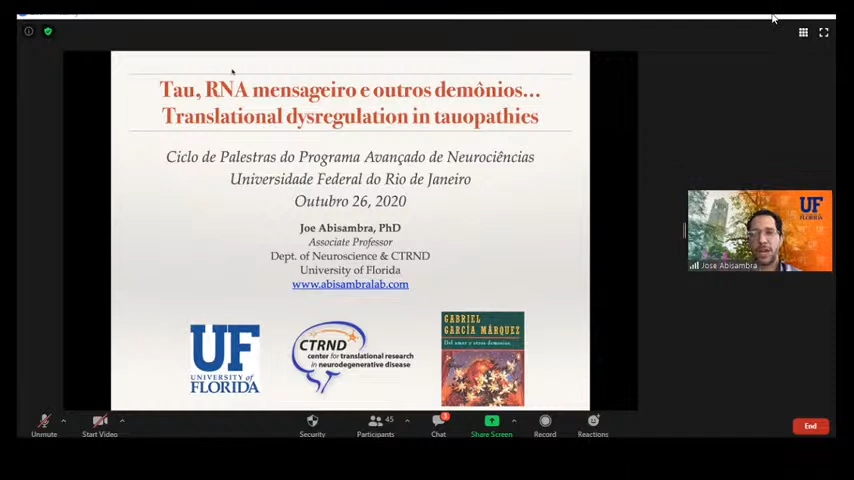 Tau, RNA mensageiro e outros demônios...
Translational dysregulation in tauopathies
Ciclo de Palestras do Programa Avançado de Neurociências
Universidade Federal do Rio de Janeiro
Outubro 26, 2020
Joe Abisambra, PhD
Associate Professor
Dept. of Neuroscience & CTRND
University of Florida
www.abisambralab.com
UF
UNIVERSITY of
FLORIDA
CTRND
center for translational research
in neurodegenerative disease
GABRIEL
GARCÍA MÁRQUEZ
Del amor y otros demonios
UF
FLORIDA
Jose Abisambra
Unmute
Start Video
Security
45
Participants
3
Chat
Share Screen
Record
Reactions
End